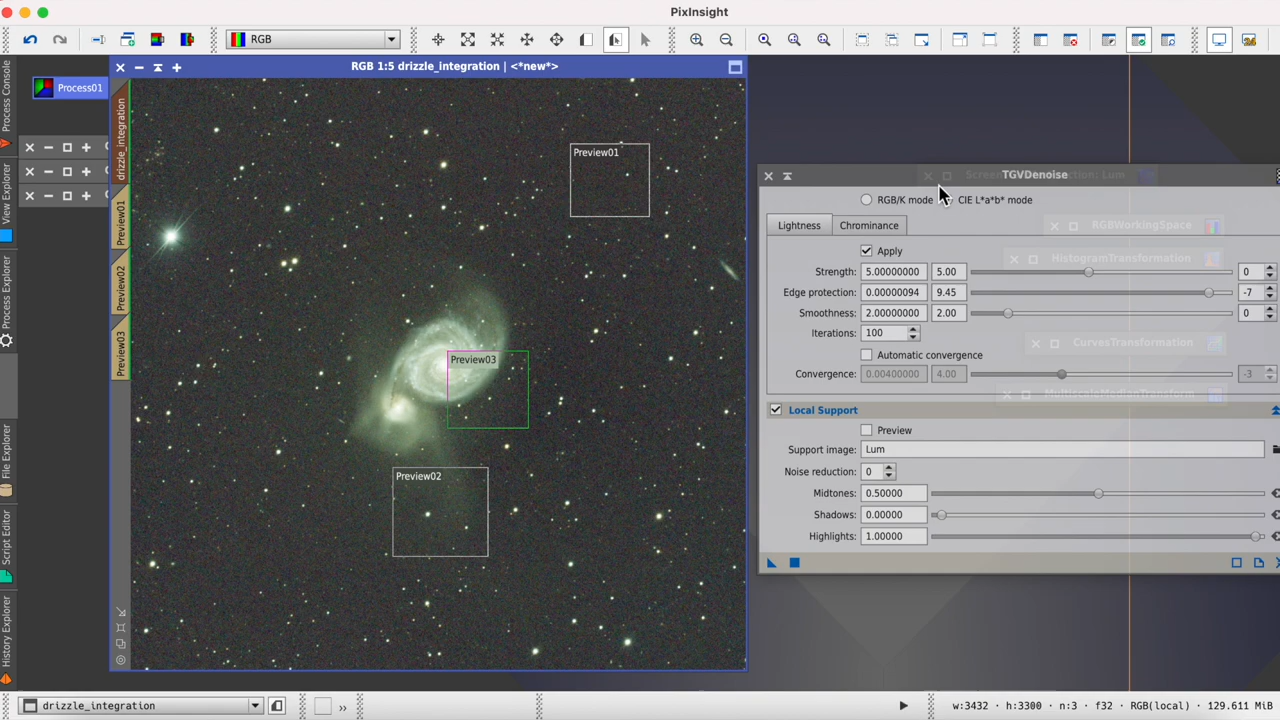 PixInsight
RGB
RGB 1:5 drizzle_integration | <*new*>
Process Console
View Explorer
Process Explorer
File Explorer
Script Editor
History Explorer
Process01
drizzle_integration
Preview01
Preview02
Preview03
Preview01
Preview03
Preview02
TGVDenoise
RGB/K mode
CIE L*a*b* mode
RGBWorkingSpace
Lightness
Chrominance
HistogramTransformation
Apply
Strength: 5.00000000 5.00 0
Edge protection: 0.00000094 9.45 -7
Smoothness: 2.00000000 2.00 0
Iterations: 100
CurvesTransformation
Automatic convergence
Convergence: 0.00400000 4.00 -3
MultiscaleMedianTransform
Local Support
Preview
Support image: Lum
Noise reduction: 0
Midtones: 0.50000
Shadows: 0.00000
Highlights: 1.00000
drizzle_integration
w:3432 · h:3300 · n:3 · f32 · RGB(local) · 129.611 MiB